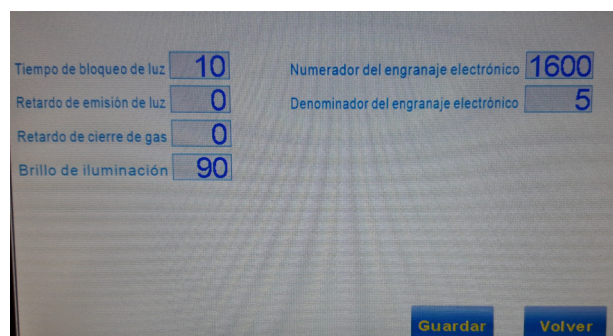 Tiempo de bloqueo de luz 10
Retardo de emisión de luz 0
Retardo de cierre de gas 0
Brillo de iluminación 90
Numerador del engranaje electrónico 1600
Denominador del engranaje electrónico 5
Guardar Volver